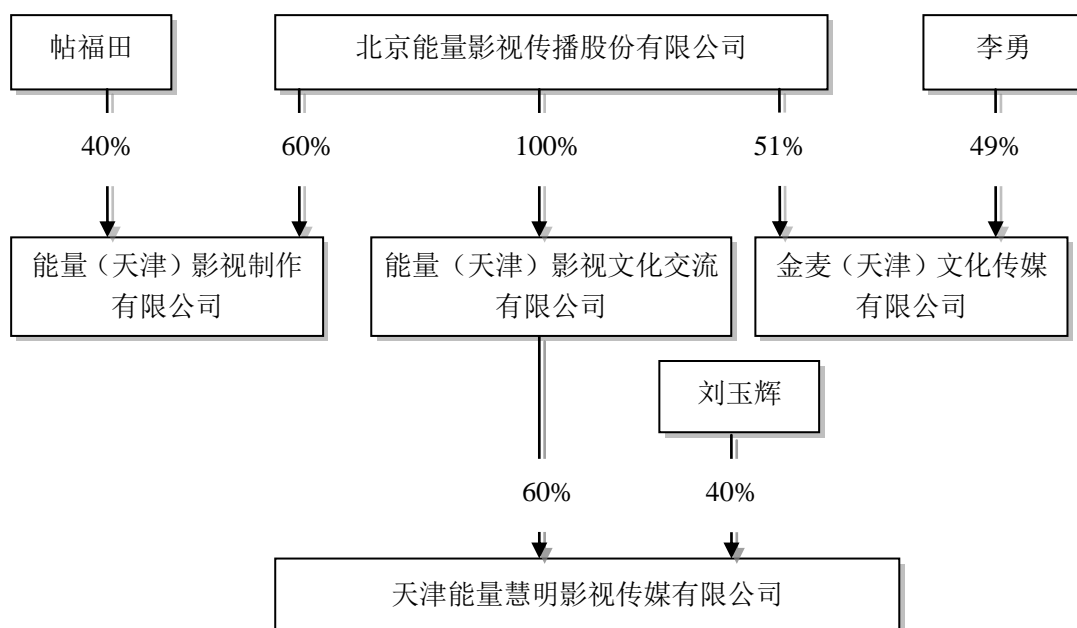 帖福田
北京能量影视传播股份有限公司
李勇
40%
60%
100%
51%
49%
能量（天津）影视制作
有限公司
能量（天津）影视文化交流
有限公司
金麦（天津）文化传媒
有限公司
刘玉辉
60%
40%
天津能量慧明影视传媒有限公司